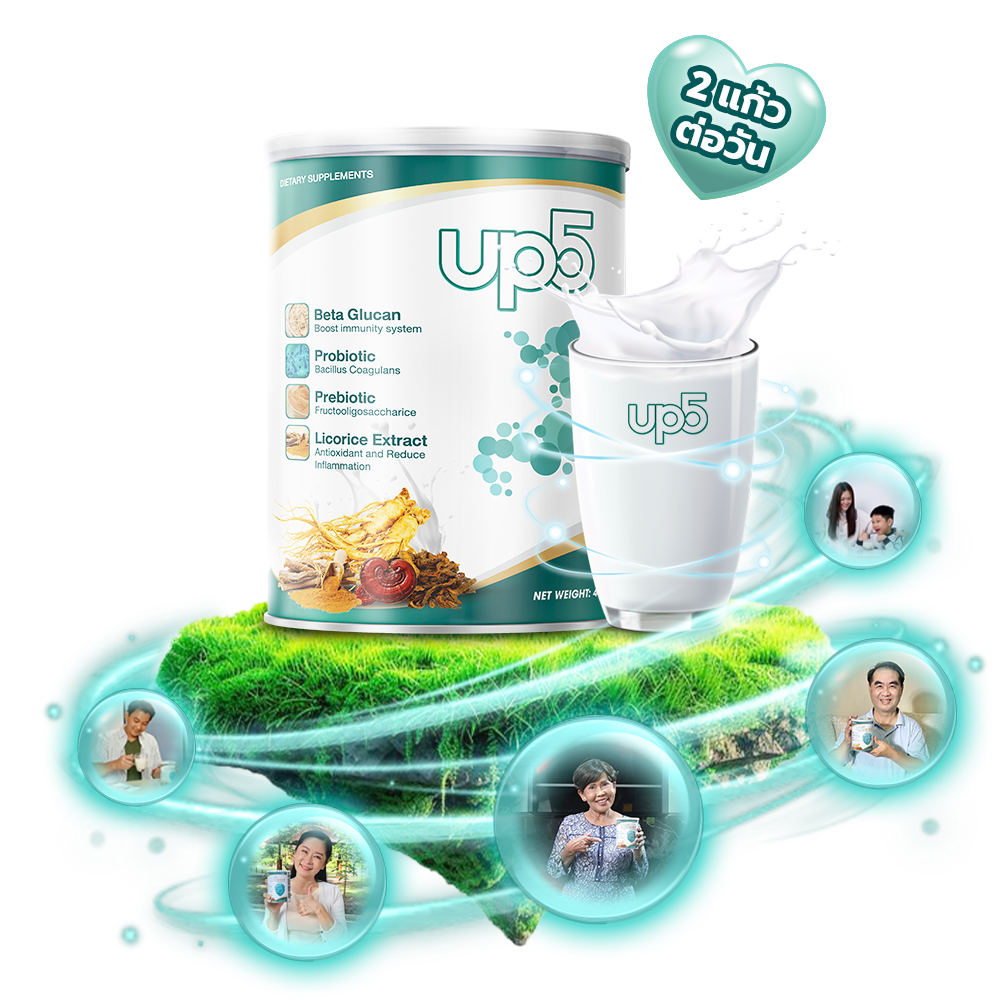 2 แก้ว
ต่อวัน
DIETARY SUPPLEMENTS
up5
Beta Glucan
Boost immunity system
Probiotic
Bacillus Coagulans
Prebiotic
Fructooligosaccharice
Licorice Extract
Antioxidant and Reduce
Inflammation
NET WEIGHT:
up5